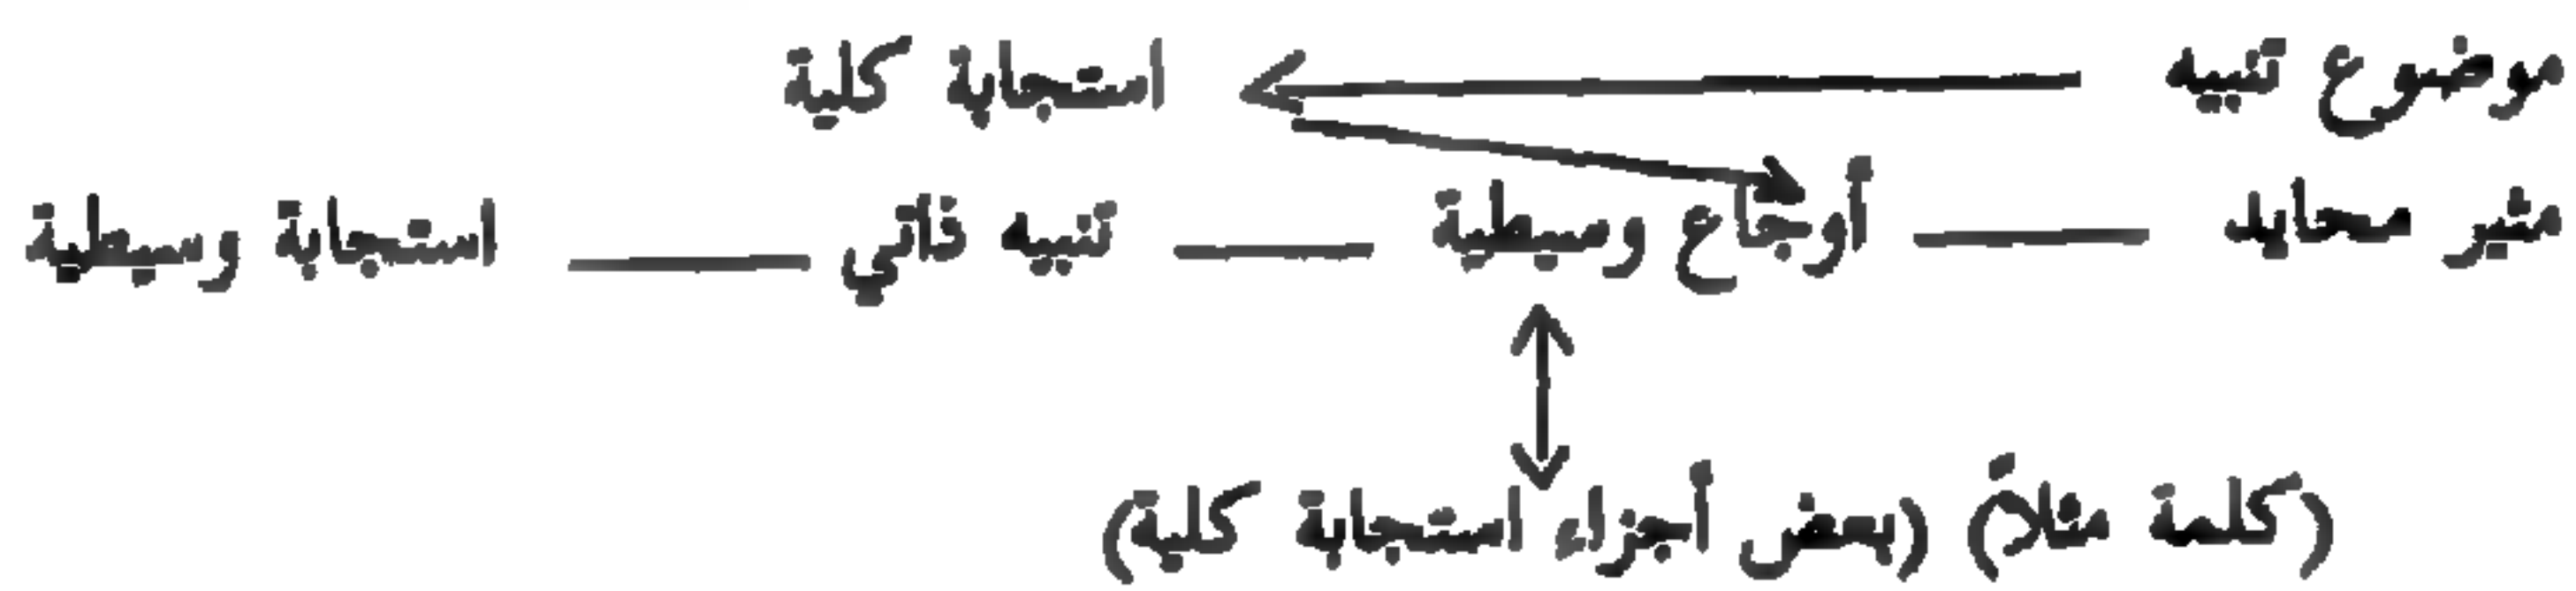 موضوع تنبيه استجابة كلية
مثير محايد أوجاع وسيطية تنبيه ذاتي استجابة وسيطية
(كلمة مثلاً) (بعض أجزاء استجابة كلية)